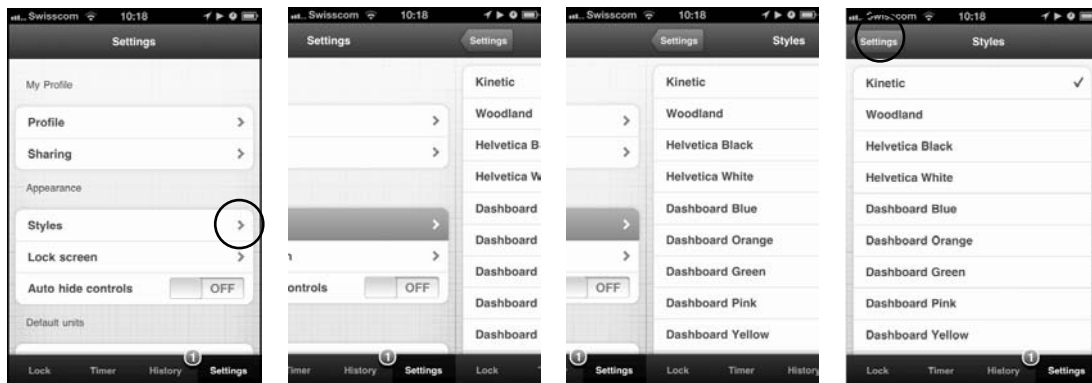 Swisscom 10:18
Settings
My Profile
Profile
Sharing
Appearance
Styles
Lock screen
Auto hide controls OFF
Default units
1
Lock Timer History Settings
Swisscom 10:18
Settings Settings
Kinetic
Woodland
Helvetica B
Helvetica W
Dashboard
Dashboard
ontrols OFF Dashboard
Dashboard
Dashboard
1
Timer History Settings Lock
Swisscom 10:18
Settings Styles
Kinetic
Woodland
Helvetica Black
Helvetica White
Dashboard Blue
Dashboard Orange
OFF Dashboard Green
Dashboard Pink
Dashboard Yellow
1
Settings Lock Timer History
Swisscom 10:18
Settings Styles
Kinetic
Woodland
Helvetica Black
Helvetica White
Dashboard Blue
Dashboard Orange
Dashboard Green
Dashboard Pink
Dashboard Yellow
1
Lock Timer History Settings